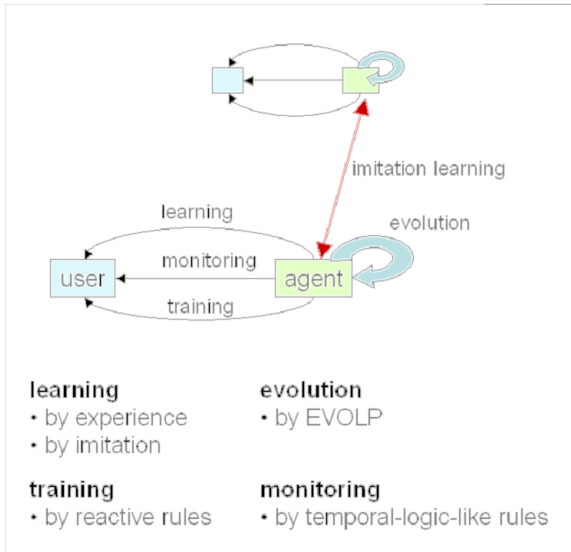 imitation learning
learning
evolution
monitoring
user
agent
training
learning
• by experience
• by imitation
evolution
• by EVOLP
training
• by reactive rules
monitoring
• by temporal-logic-like rules